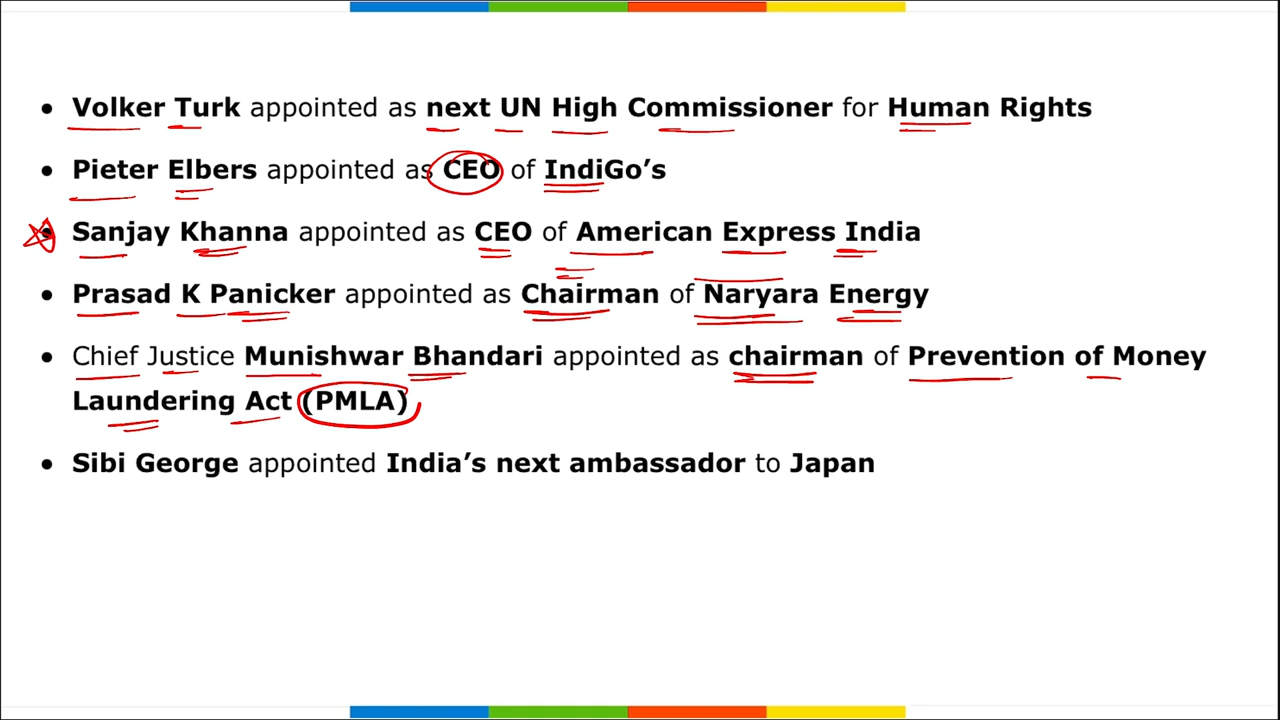 • Volker Turk appointed as next UN High Commissioner for Human Rights
• Pieter Elbers appointed as CEO of IndiGo’s
• Sanjay Khanna appointed as CEO of American Express India
• Prasad K Panicker appointed as Chairman of Naryara Energy
• Chief Justice Munishwar Bhandari appointed as chairman of Prevention of Money
Laundering Act (PMLA)
• Sibi George appointed India’s next ambassador to Japan